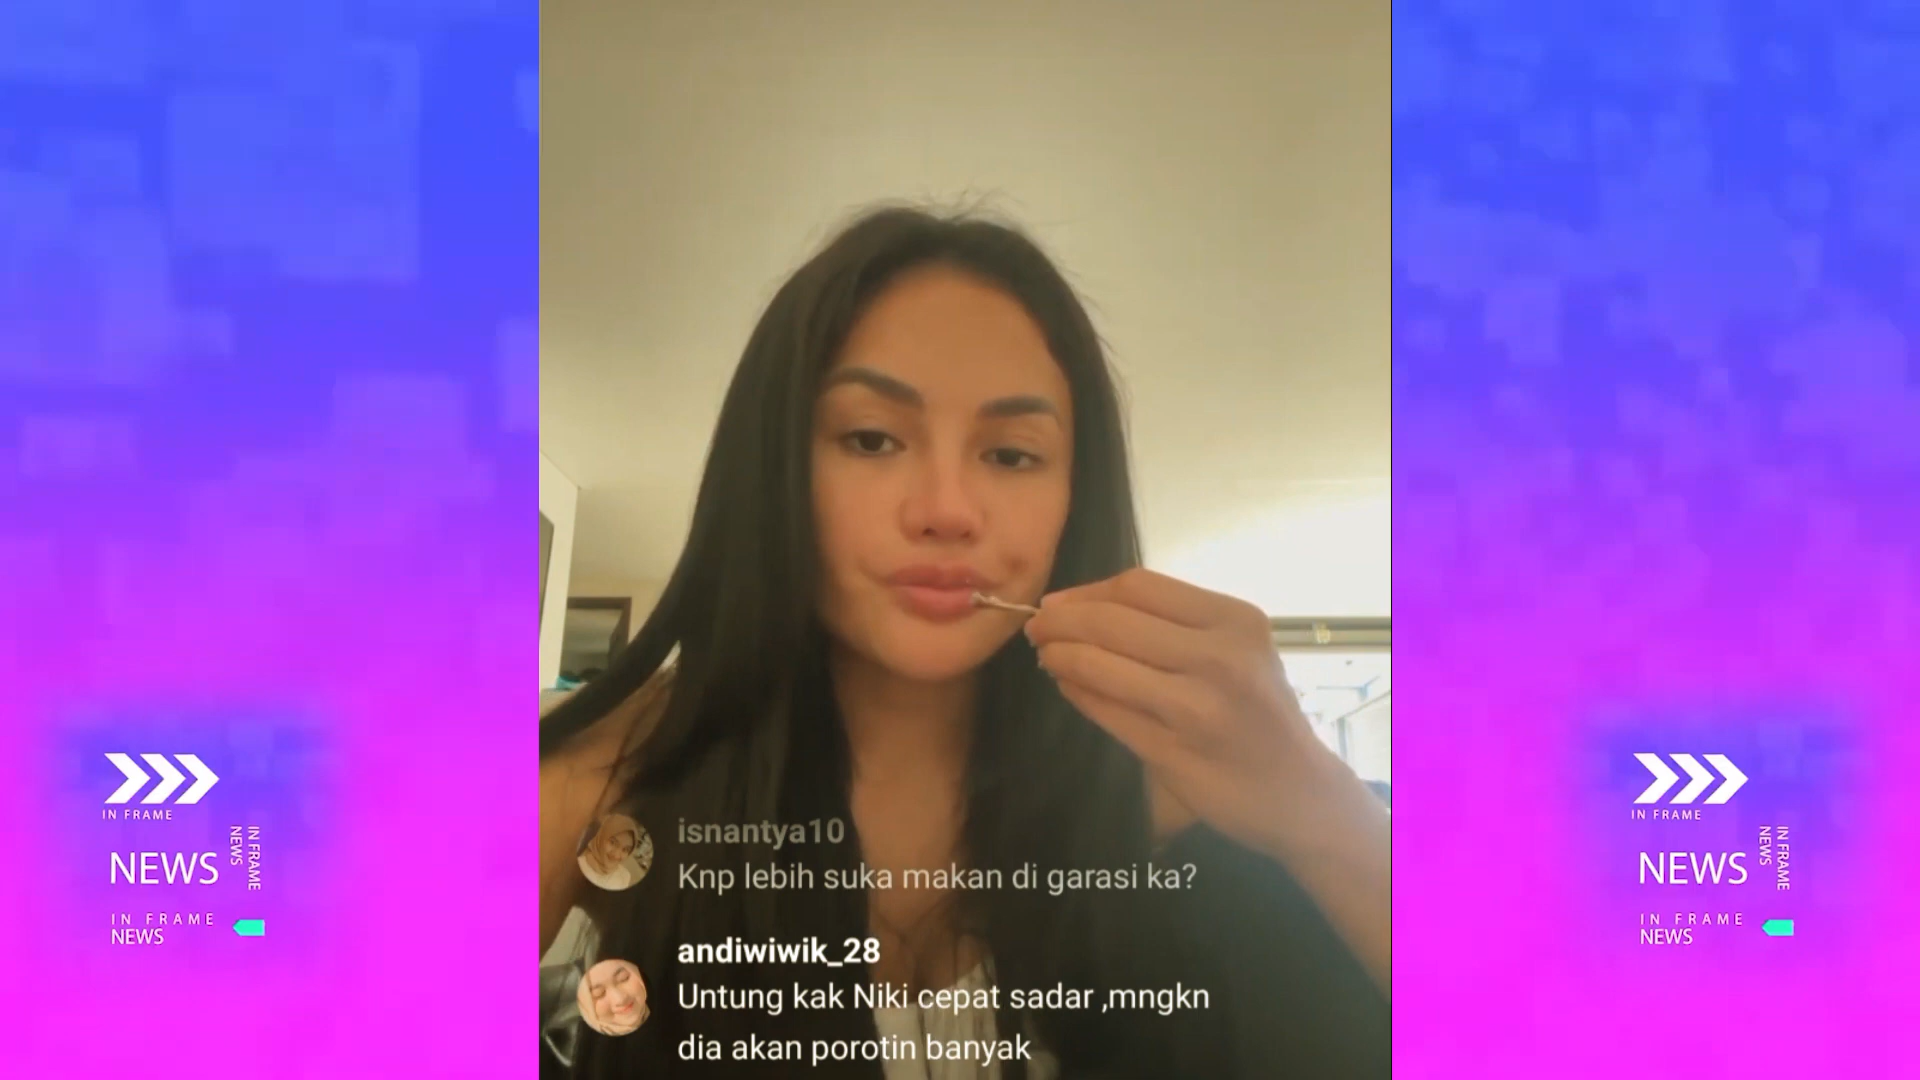 IN FRAME
NEWS
IN FRAME
NEWS
IN FRAME
NEWS
isnantya10
Knp lebih suka makan di garasi ka?
andiwiwik_28
Untung kak Niki cepat sadar ,mngkn
dia akan porotin banyak
IN FRAME
NEWS
IN FRAME
NEWS
IN FRAME
NEWS